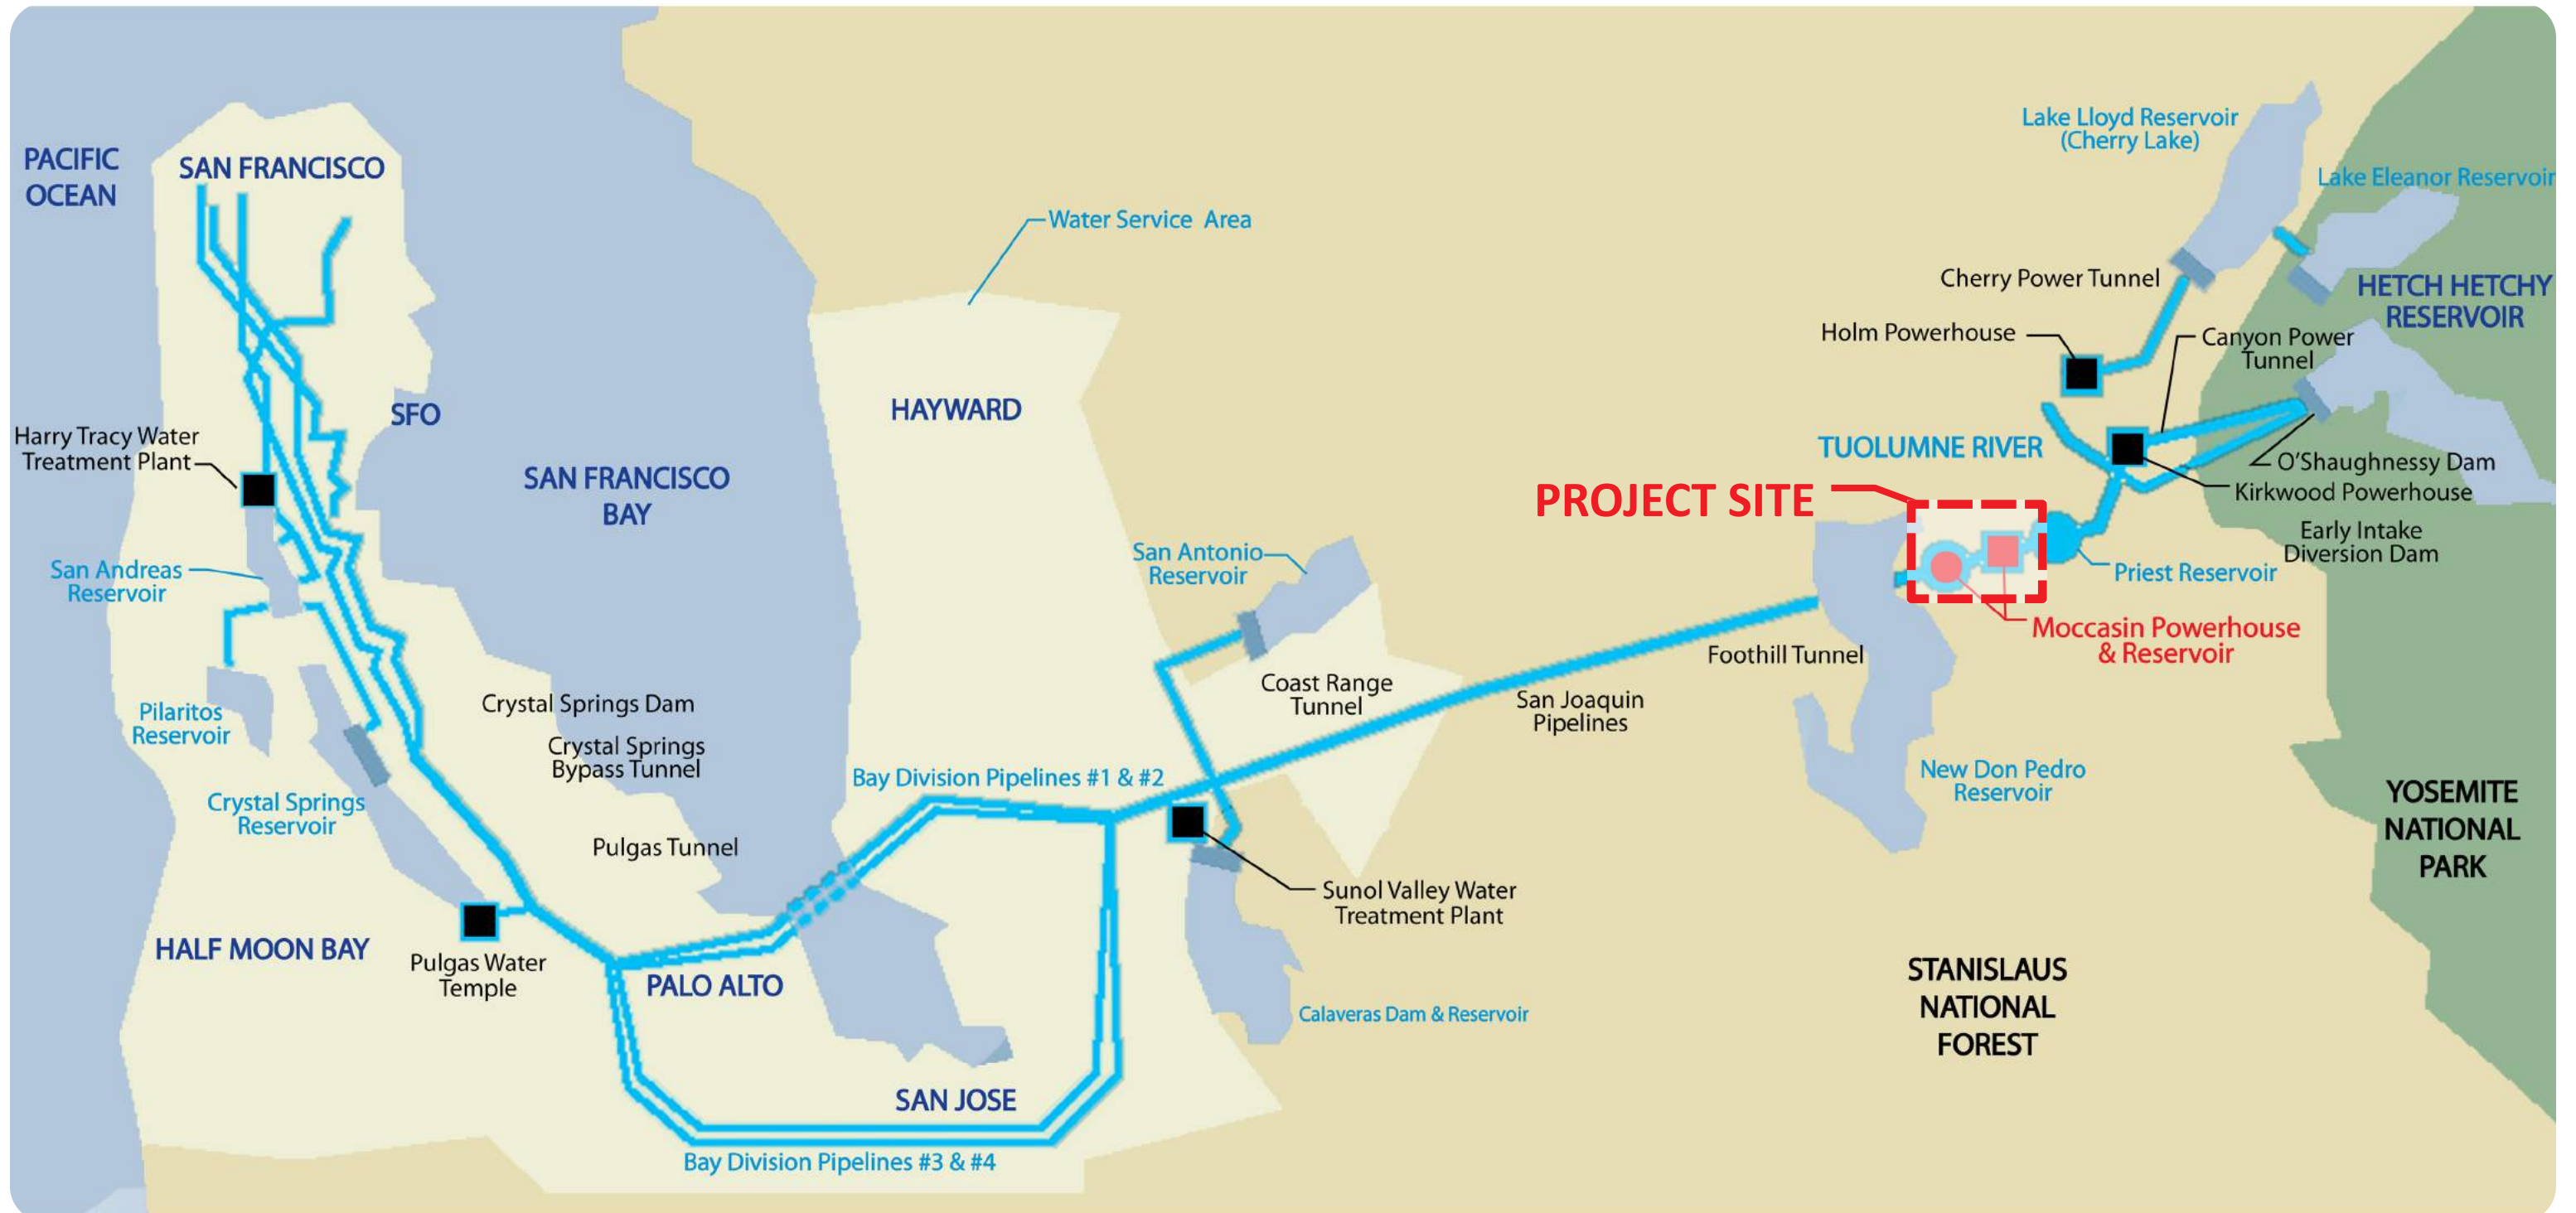 PACIFIC
OCEAN
SAN FRANCISCO
Water Service Area
Lake Lloyd Reservoir
(Cherry Lake)
Lake Eleanor Reservoir
Cherry Power Tunnel
HETCH HETCHY
RESERVOIR
Holm Powerhouse
Canyon Power
Tunnel
SFO
HAYWARD
Harry Tracy Water
Treatment Plant
SAN FRANCISCO
BAY
TUOLUMNE RIVER
O'Shaughnessy Dam
Kirkwood Powerhouse
PROJECT SITE
Early Intake
Diversion Dam
San Antonio
Reservoir
San Andreas
Reservoir
Priest Reservoir
Moccasin Powerhouse
& Reservoir
Foothill Tunnel
Coast Range
Tunnel
San Joaquin
Pipelines
Crystal Springs Dam
Pilaritos
Reservoir
Crystal Springs
Bypass Tunnel
Bay Division Pipelines #1 & #2
New Don Pedro
Reservoir
Crystal Springs
Reservoir
YOSEMITE
NATIONAL
PARK
Pulgas Tunnel
Sunol Valley Water
Treatment Plant
HALF MOON BAY
Pulgas Water
Temple
PALO ALTO
STANISLAUS
NATIONAL
FOREST
Calaveras Dam & Reservoir
SAN JOSE
Bay Division Pipelines #3 & #4